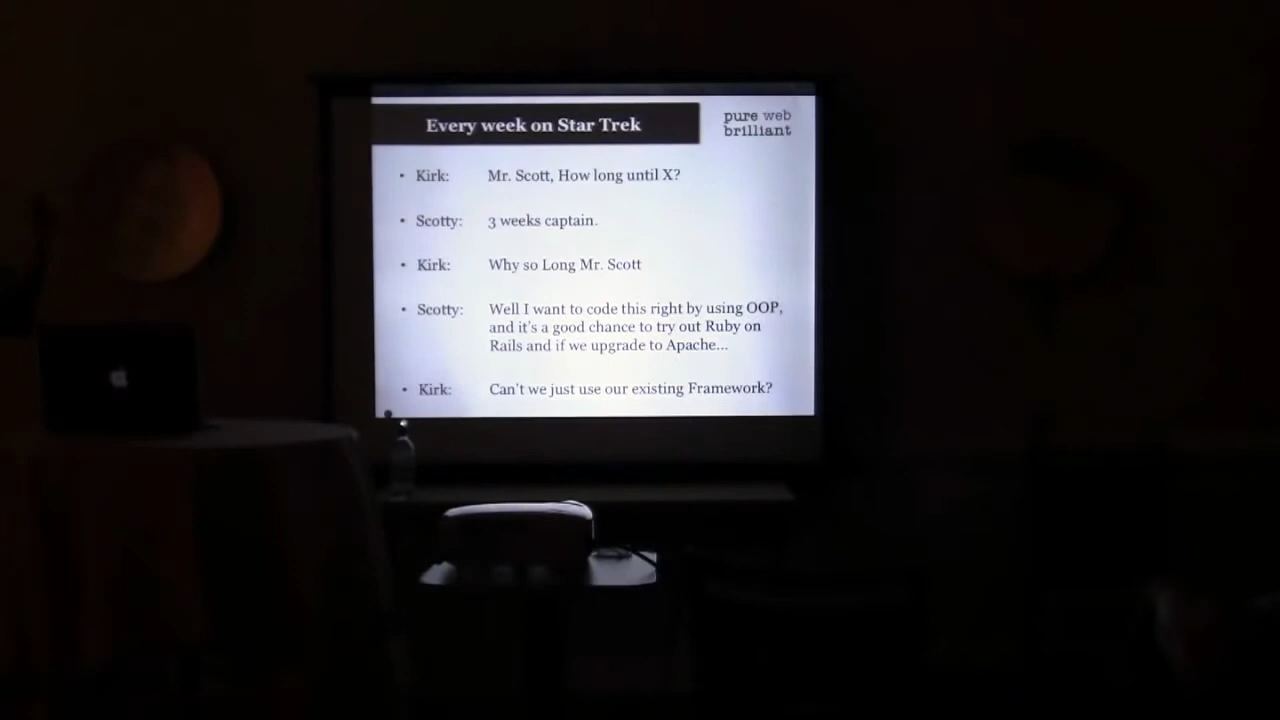 Every week on Star Trek
pure web
brilliant
• Kirk: Mr. Scott, How long until X?
• Scotty: 3 weeks captain.
• Kirk: Why so Long Mr. Scott
• Scotty: Well I want to code this right by using OOP,
and it's a good chance to try out Ruby on
Rails and if we upgrade to Apache...
• Kirk: Can't we just use our existing Framework?